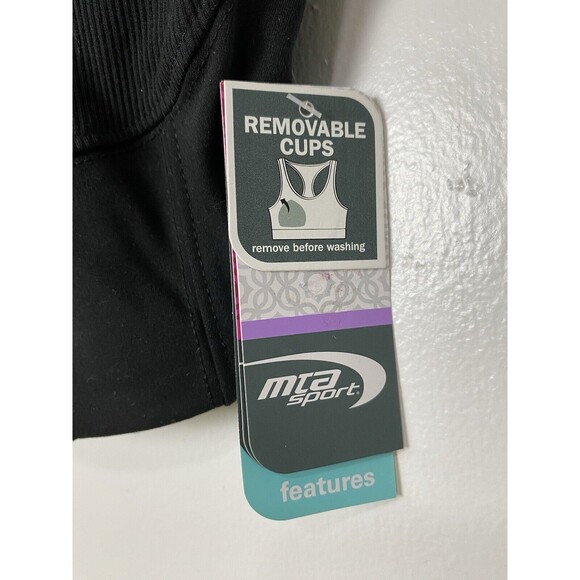 REMOVABLE
CUPS
remove before washing
mta
sport®
features